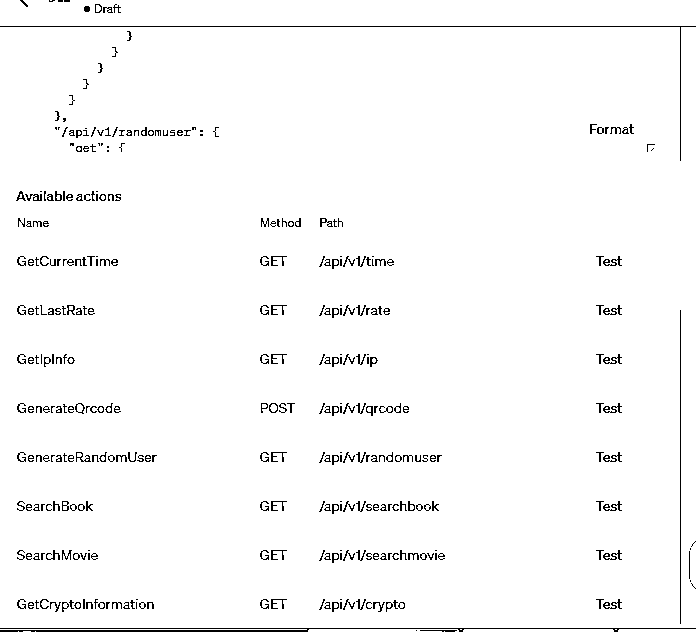 ● Draft
}
}
}
}
}
},
"/api/v1/randomuser": {
"get": {
Format
Available actions
Name Method Path
GetCurrentTime GET /api/v1/time Test
GetLastRate GET /api/v1/rate Test
GetIpInfo GET /api/v1/ip Test
GenerateQrcode POST /api/v1/qrcode Test
GenerateRandomUser GET /api/v1/randomuser Test
SearchBook GET /api/v1/searchbook Test
SearchMovie GET /api/v1/searchmovie Test
GetCryptoInformation GET /api/v1/crypto Test